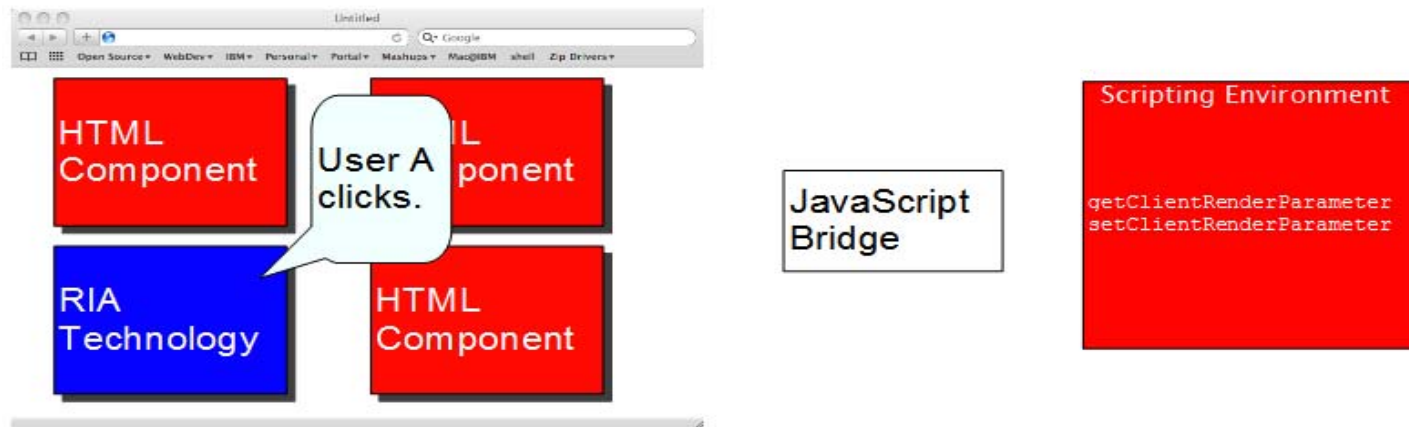 Untitled
Google
Open Source WebDev IBM Personal Portal Mashups Mac@IBM shell Zip Drivers
HTML
Component
User A
clicks.
ML
ponent
RIA
Technology
HTML
Component
JavaScript
Bridge
Scripting Environment
getClientRenderParameter
setClientRenderParameter